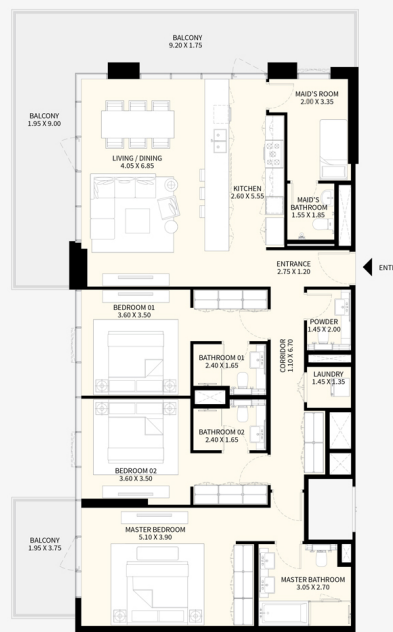 BALCONY
9.20 X 1.75
MAID'S ROOM
2.00 X 3.35
BALCONY
1.95 X 9.00
LIVING / DINING
4.05 X 6.85
KITCHEN
2.60 X 5.55
MAID'S
BATHROOM
1.55 X 1.85
ENTRANCE
2.75 X 1.20
ENT
BEDROOM 01
3.60 X 3.50
POWDER
1.45 X 2.00
BATHROOM 01
2.40 X 1.65
CORRIDOR
1.10 X 6.70
LAUNDRY
1.45 X 1.35
BATHROOM 02
2.40 X 1.65
BEDROOM 02
3.60 X 3.50
MASTER BEDROOM
5.10 X 3.90
BALCONY
1.95 X 3.75
MASTER BATHROOM
3.05 X 2.70